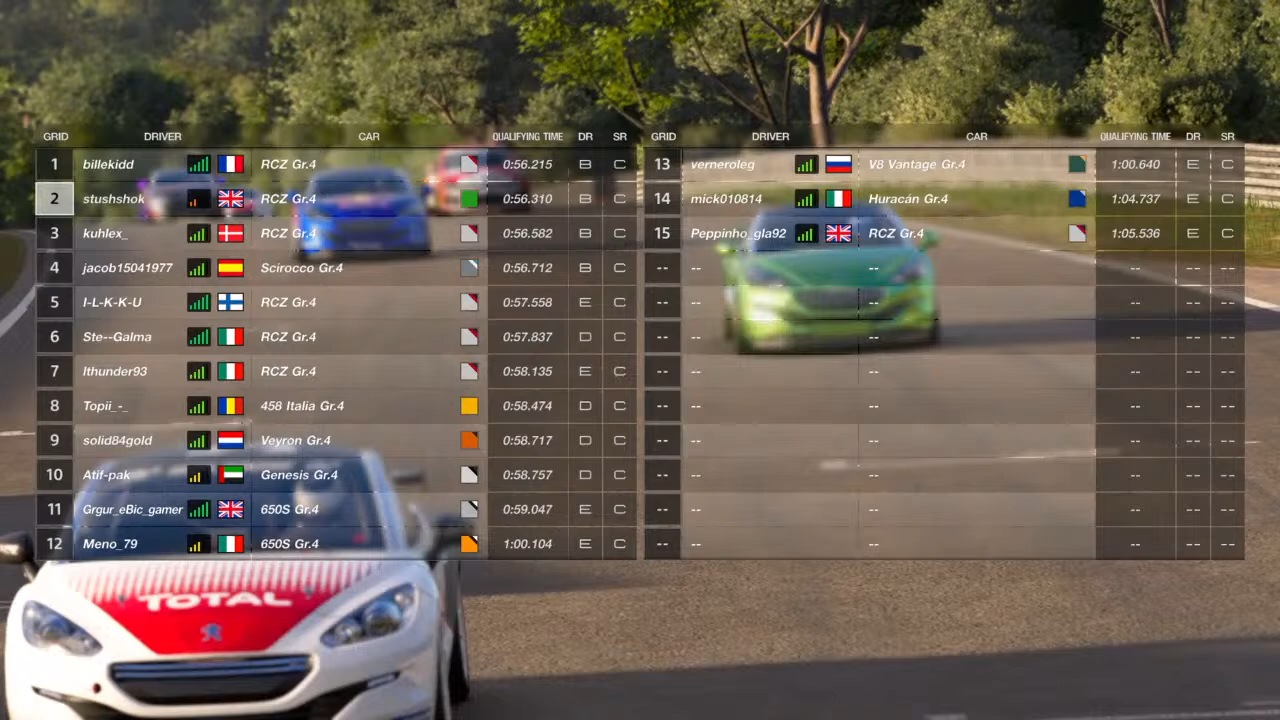 GRID DRIVER CAR QUALIFYING TIME DR SR
1 billekidd RCZ Gr.4 0:56.215 B C
2 stushshok RCZ Gr.4 0:56.310 B C
3 kuhlex_ RCZ Gr.4 0:56.582 B C
4 jacob15041977 Scirocco Gr.4 0:56.712 B C
5 I-L-K-K-U RCZ Gr.4 0:57.558 E C
6 Ste--Galma RCZ Gr.4 0:57.837 D C
7 Ithunder93 RCZ Gr.4 0:58.135 E C
8 Topii_-_ 458 Italia Gr.4 0:58.474 D C
9 solid84gold Veyron Gr.4 0:58.717 D C
10 Atif-pak Genesis Gr.4 0:58.757 D C
11 Grgur_eBic_gamer 650S Gr.4 0:59.047 E C
12 Meno_79 650S Gr.4 1:00.104 E C
GRID DRIVER CAR QUALIFYING TIME DR SR
13 verneroleg V8 Vantage Gr.4 1:00.640 E C
14 mick010814 Huracán Gr.4 1:04.737 E C
15 Peppinho_gla92 RCZ Gr.4 1:05.536 E C
-- -- -- -- -- --
-- -- -- -- -- --
-- -- -- -- -- --
-- -- -- -- -- --
-- -- -- -- -- --
-- -- -- -- -- --
-- -- -- -- -- --
-- -- -- -- -- --
-- -- -- -- -- --
TOTAL